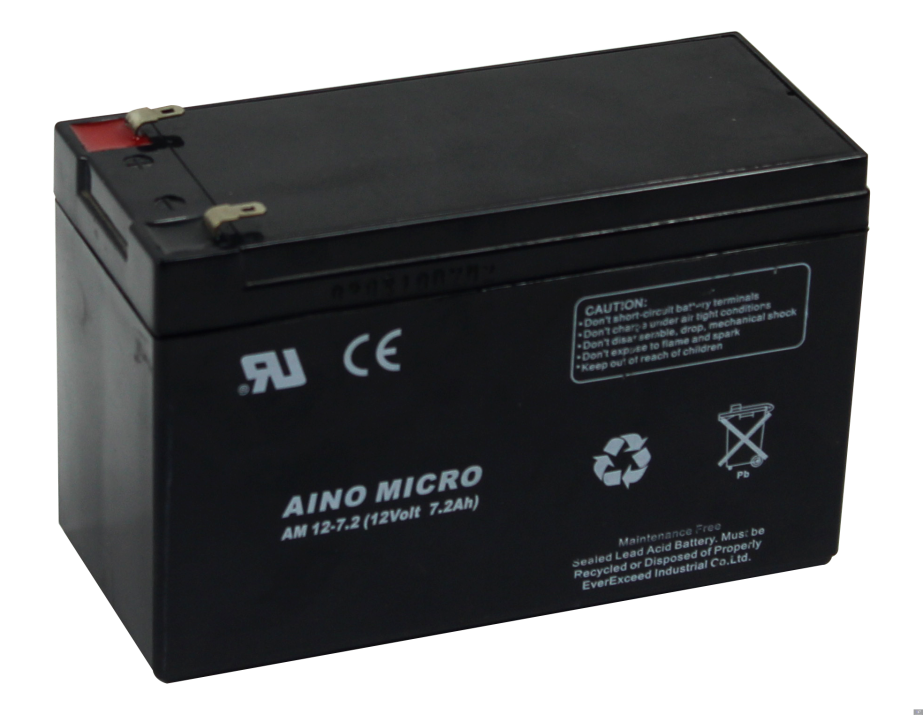 CAUTION:
•Don't short-circuit battery terminals
•Don't charge under air tight conditions
•Don't disassemble, drop, mechanical shock
•Don't expose to flame and spark
•Keep out of reach of children
RU®
CE
Pb
AINO MICRO
AM 12-7.2 (12Volt 7.2Ah)
Maintenance Free
Sealed Lead Acid Battery, Must be
Recycled or Disposed of Properly
EverExceed Industrial Co.,Ltd.